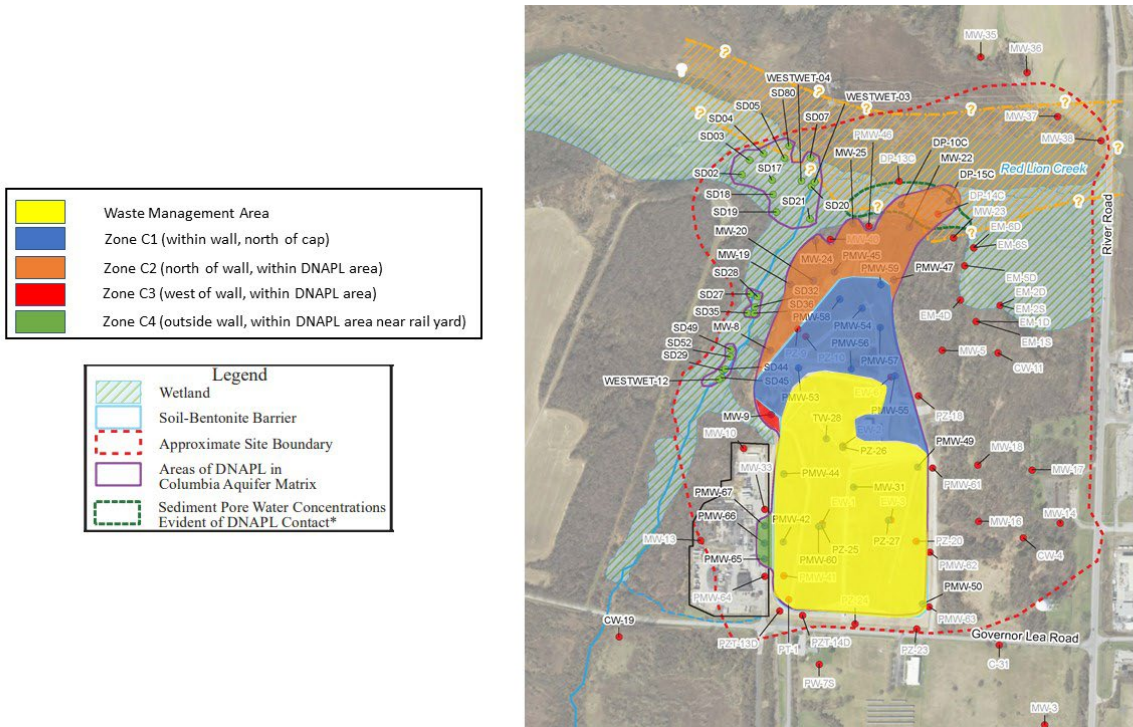 Waste Management Area
Zone C1 (within wall, north of cap)
Zone C2 (north of wall, within DNAPL area)
Zone C3 (west of wall, within DNAPL area)
Zone C4 (outside wall, within DNAPL area near rail yard)
Legend
Wetland
Soil-Bentonite Barrier
Approximate Site Boundary
Areas of DNAPL in
Columbia Aquifer Matrix
Sediment Pore Water Concentrations
Evident of DNAPL Contact*
MW-35
MW-36
?
?
WESTWET-04
SD80
SD05
WESTWET-03
SD04
SD07
SD03
PMW-46
MW-37
MW-25
DP-10C
MW-38
DP-13C
MW-22
SD17
SD02
DP-15C
Red Lion Creek
SD18
SD20
DP-14C
SD21
SD19
MW-23
EM-6D
MW-20
MW-49
EM-6S
River Road
MW-24
MW-19
PMW-45
SD28
PMW-59
PMW-47
EM-5D
SD27
SD32
SD36
EM-2D
SD35
PMW-58
EM-4D
EM-2S
MW-8
PMW-54
EM-1D
SD49
EM-1S
SD52
PMW-56
SD29
MW-5
SD44
PMW-57
CW-11
WESTWET-12
SD45
PMW-53
PMW-55
MW-9
PZ-18
TW-28
MW-10
PZ-26
PMW-49
MW-18
MW-33
PMW-44
MW-17
PMW-61
PMW-67
MW-31
PMW-66
EW-1
EW-3
PMW-42
MW-16
MW-14
MW-13
PZ-25
PZ-27
PZ-20
CW-4
PMW-65
PMW-60
PMW-62
PMW-64
PMW-41
PMW-50
PZ-24
PMW-63
CW-19
Governor Lea Road
PZT-13D
PZT-14D
PZ-23
PT-1
C-31
PW-7S
MW-3